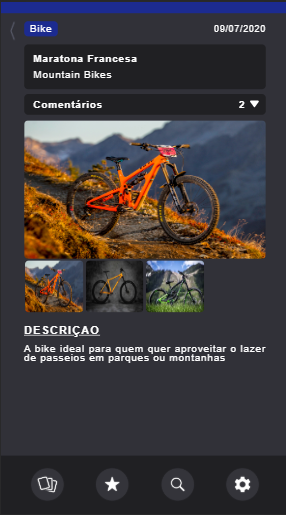 Bike 09/07/2020
Maratona Francesa
Mountain Bikes
Comentários 2
DESCRIÇAO
A bike ideal para quem quer aproveitar o lazer
de passeios em parques ou montanhas